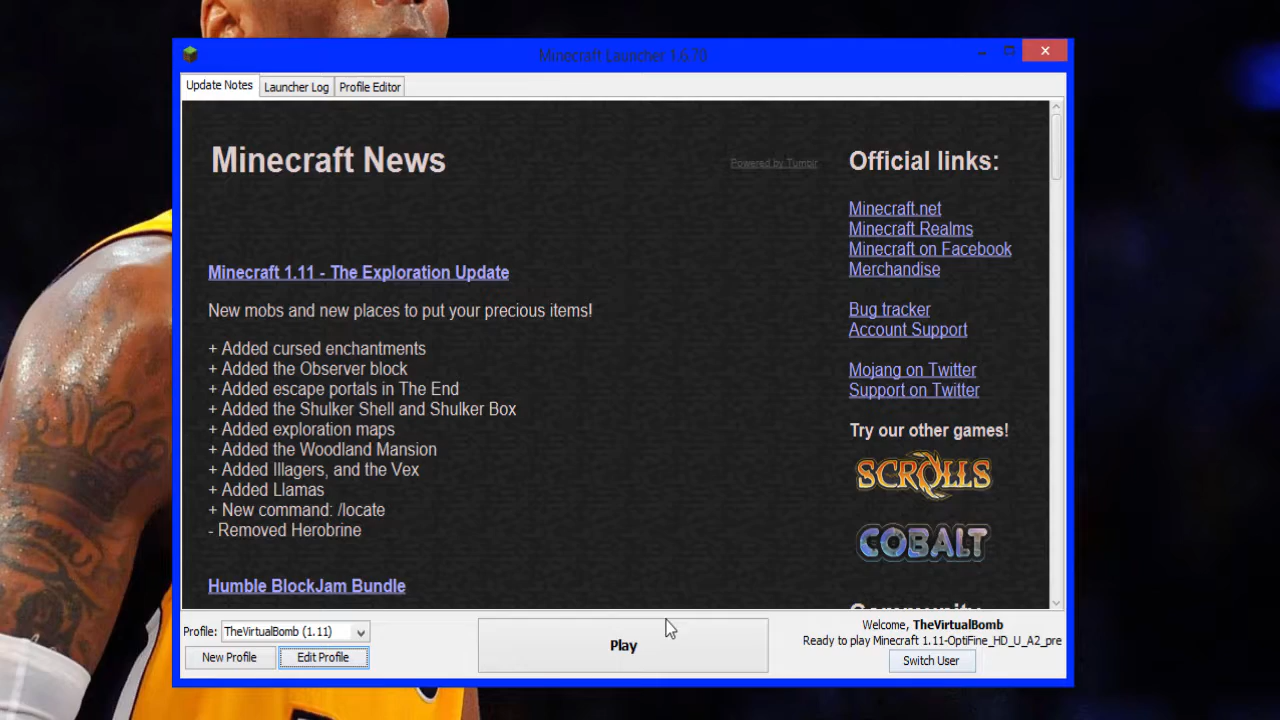 Minecraft Launcher 1.6.70
Update Notes
Launcher Log
Profile Editor
Minecraft News
Powered by Tumblr
Minecraft 1.11 - The Exploration Update
New mobs and new places to put your precious items!
+ Added cursed enchantments
+ Added the Observer block
+ Added escape portals in The End
+ Added the Shulker Shell and Shulker Box
+ Added exploration maps
+ Added the Woodland Mansion
+ Added Illagers, and the Vex
+ Added Llamas
+ New command: /locate
- Removed Herobrine
Humble BlockJam Bundle
Official links:
Minecraft.net
Minecraft Realms
Minecraft on Facebook
Merchandise
Bug tracker
Account Support
Mojang on Twitter
Support on Twitter
Try our other games!
SCROLLS
COBALT
Community
Profile: TheVirtualBomb (1.11)
New Profile
Edit Profile
Play
Welcome, TheVirtualBomb
Ready to play Minecraft 1.11-OptiFine_HD_U_A2_pre
Switch User